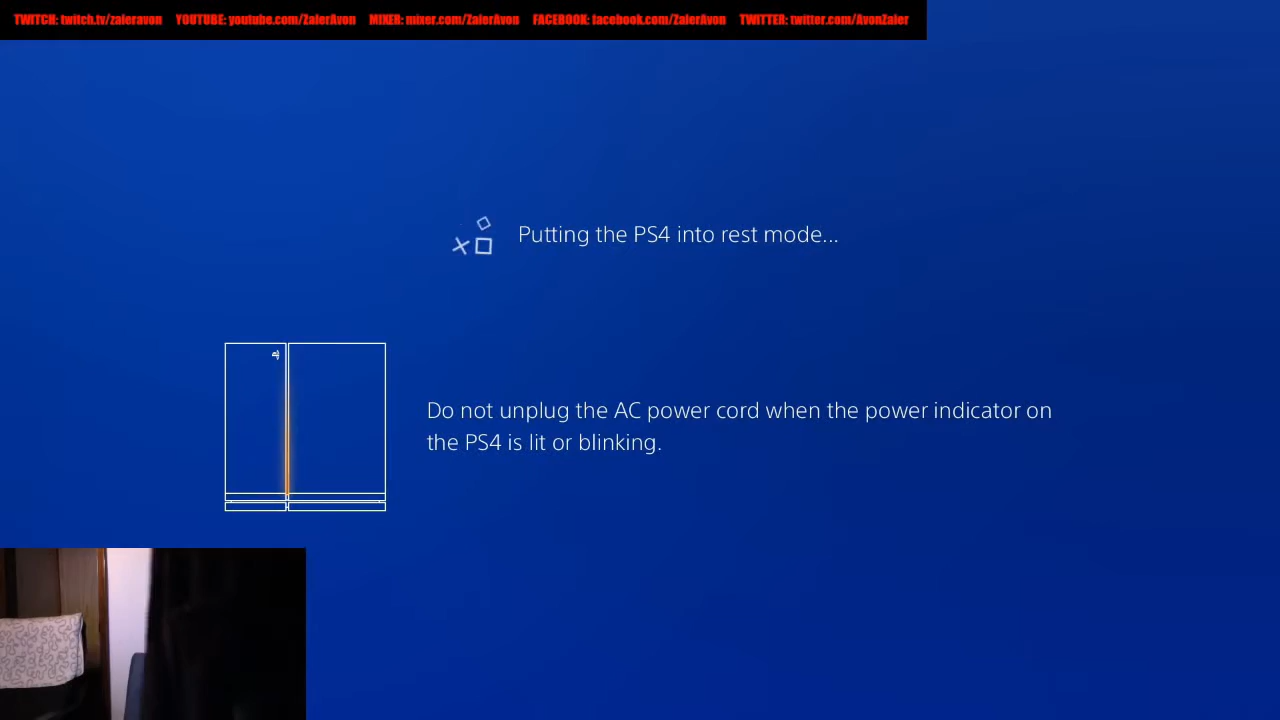 TWITCH: twitch.tv/zaleravon YOUTUBE: youtube.com/ZalerAvon MIXER: mixer.com/ZalerAvon FACEBOOK: facebook.com/ZalerAvon TWITTER: twitter.com/AvonZaler
Putting the PS4 into rest mode...
Do not unplug the AC power cord when the power indicator on
the PS4 is lit or blinking.